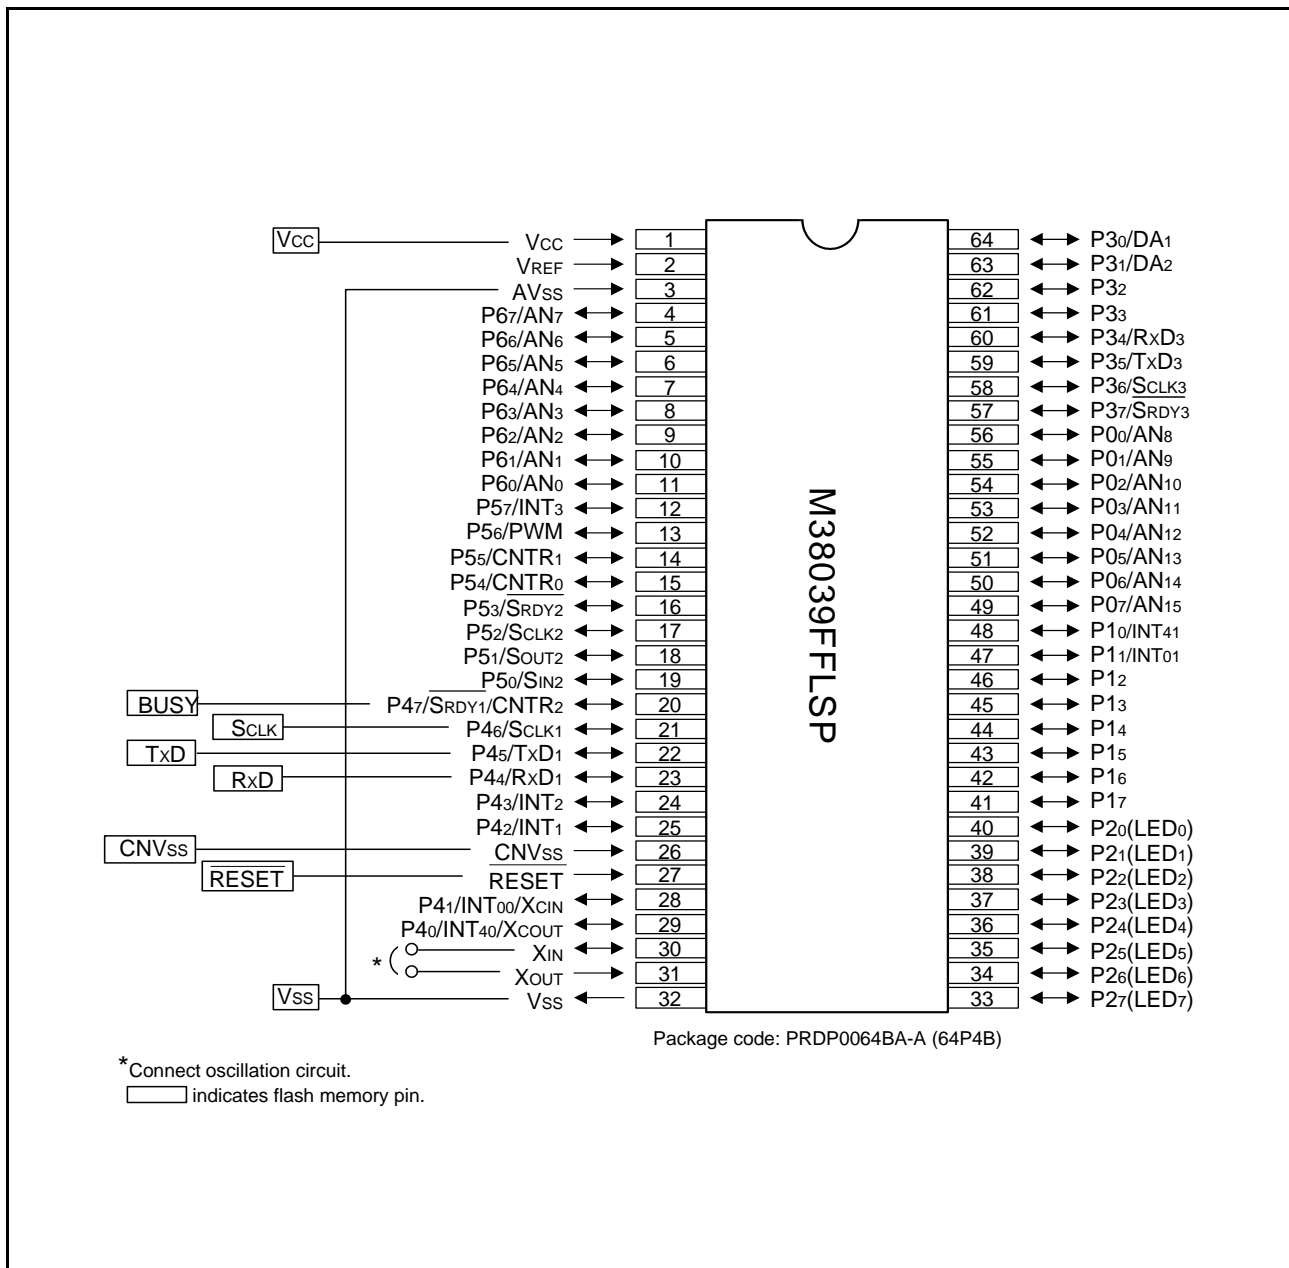 VCC VCC 1 64 P30/DA1
VREF 2 63 P31/DA2
AVSS 3 62 P32
P67/AN7 4 61 P33
P66/AN6 5 60 P34/RXD3
P65/AN5 6 59 P35/TXD3
P64/AN4 7 58 P36/SCLK3
P63/AN3 8 57 P37/SRDY3
P62/AN2 9 56 P00/AN8
P61/AN1 10 55 P01/AN9
P60/AN0 11 54 P02/AN10
P57/INT3 12 53 P03/AN11
P56/PWM 13 52 P04/AN12
P55/CNTR1 14 51 P05/AN13
P54/CNTR0 15 50 P06/AN14
P53/SRDY2 16 49 P07/AN15
P52/SCLK2 17 48 P10/INT41
P51/SOUT2 18 47 P11/INT01
P50/SIN2 19 46 P12
BUSY P47/SRDY1/CNTR2 20 45 P13
SCLK P46/SCLK1 21 44 P14
TXD P45/TXD1 22 43 P15
RXD P44/RXD1 23 42 P16
P43/INT2 24 41 P17
P42/INT1 25 40 P20(LED0)
CNVSS CNVSS 26 39 P21(LED1)
RESET RESET 27 38 P22(LED2)
P41/INT00/XCIN 28 37 P23(LED3)
P40/INT40/XCOUT 29 36 P24(LED4)
* XIN 30 35 P25(LED5)
XOUT 31 34 P26(LED6)
VSS VSS 32 33 P27(LED7)
M38039FFLSP
Package code: PRDP0064BA-A (64P4B)
*Connect oscillation circuit.
indicates flash memory pin.